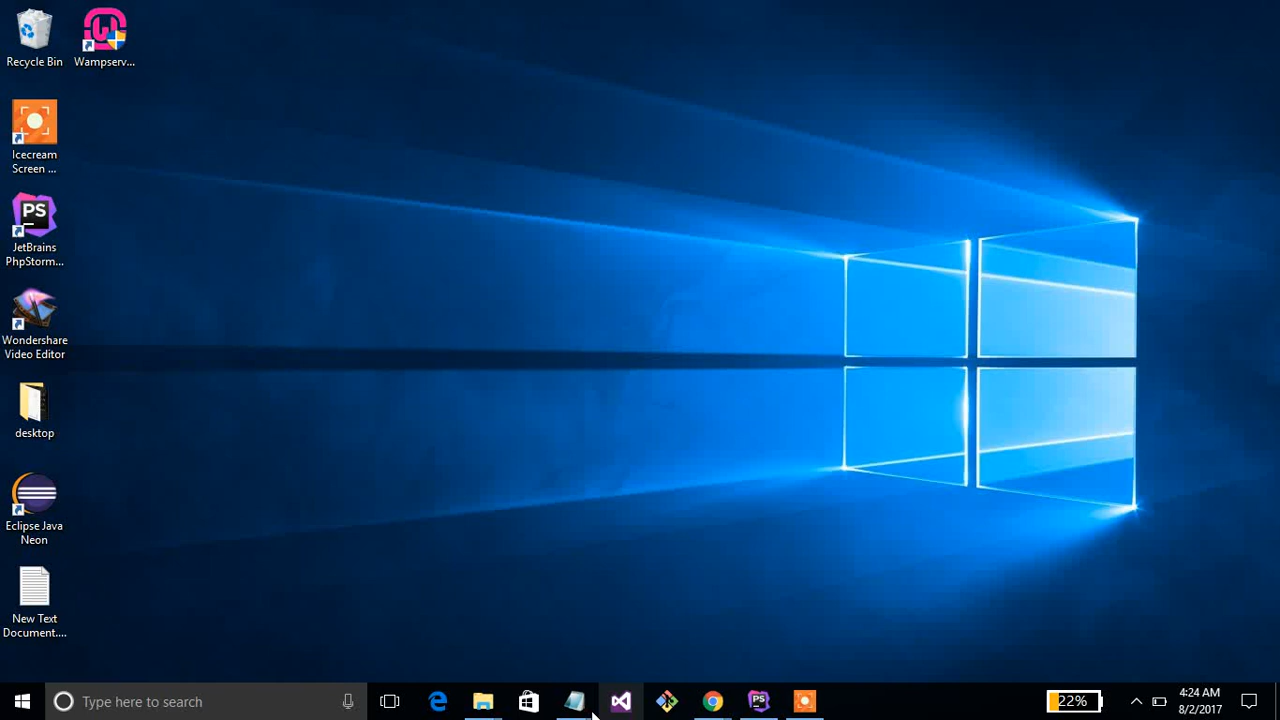 Recycle Bin
Wampserv...
Icecream
Screen ...
PS
JetBrains
PhpStorm...
Wondershare
Video Editor
desktop
Eclipse Java
Neon
New Text
Document....
Type here to search
PS
22%
4:24 AM
8/2/2017